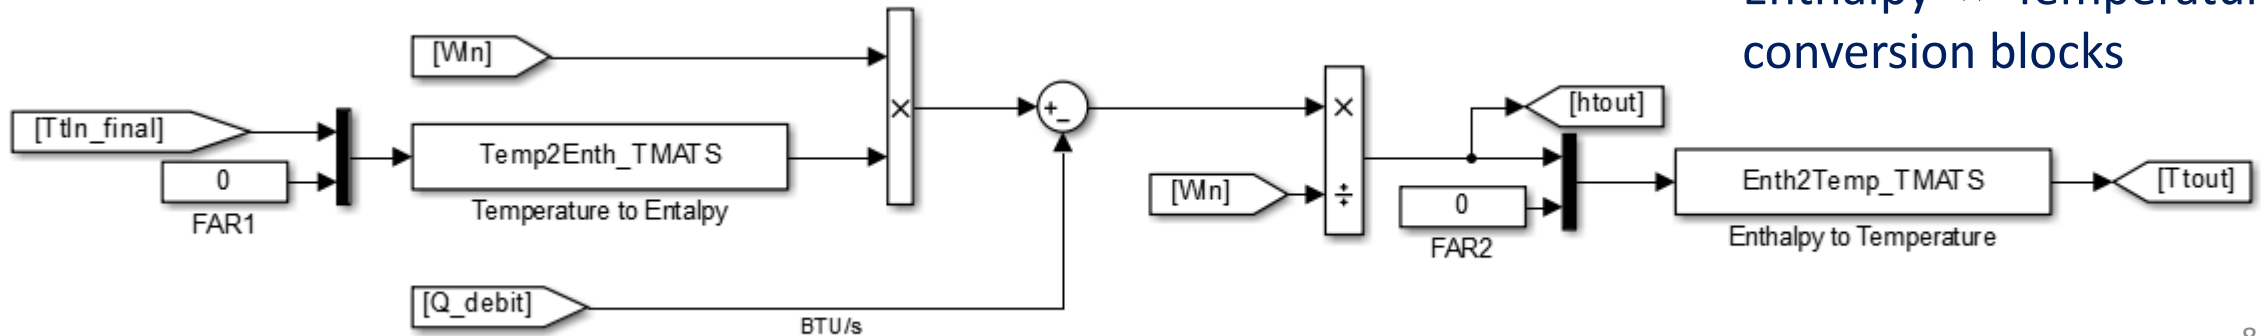 conversion blocks
[WIn]
[TtIn_final]
0
FAR1
Temp2Enth_TMATS
Temperature to Entalpy
×
+
−
[Q_debit]
BTU/s
[WIn]
×
÷
[htout]
0
FAR2
Enth2Temp_TMATS
Enthalpy to Temperature
[Ttout]